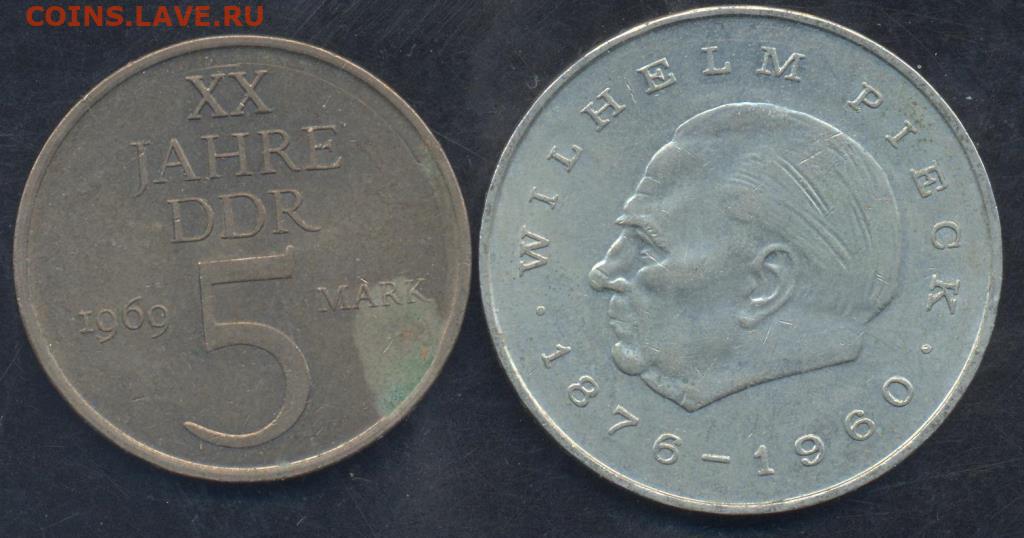 COINS.LAVE.RU
XX
JAHRE
DDR
1969 5 MARK
· WILHELM PIECK ·
1876–1960